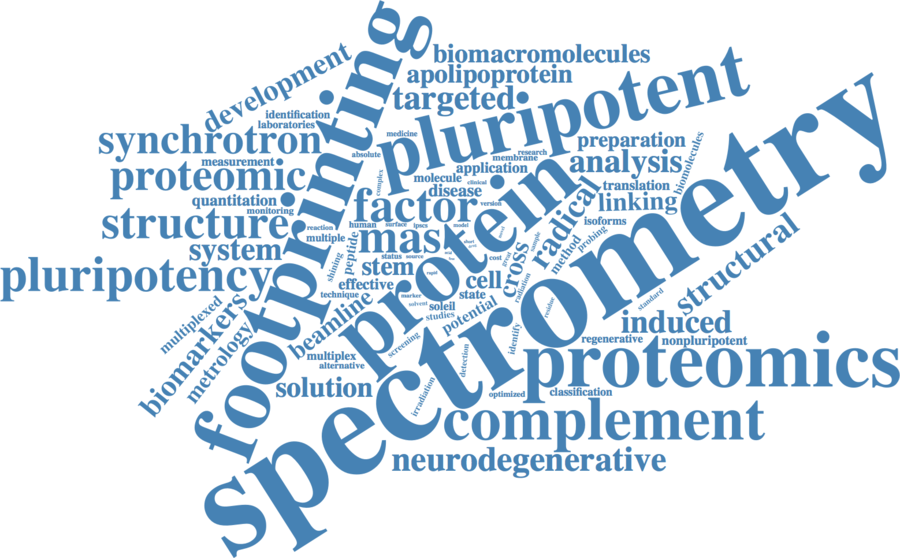 footprinting
biomacromolecules
development
apolipoprotein
pluripotent
targeted
spectrometry
identification
laboratories
synchrotron
medicine
preparation
biomolecules
absolute
research
membrane
analysis
measurement
proteomic
application
complex
molecule
clinical
translation
protein
radical
disease
quantitation
linking
version
factor
monitoring
structure
isoforms
human
surface
ipscs
model
reaction
multiple
mass
probing
structural
method
sample
cross
system
peptide
status
source
cost
short
great
pluripotency
shining
stem
rapid
cell
effective
radiation
technique
marker
state
standard
solvent
soleil
potential
residue
multiplexed
biomarkers
beamline
studies
induced
metrology
screening
identify
regenerative
nonpluripotent
multiplex
alternative
detection
proteomics
solution
irradiation
optimized
classification
complement
neurodegenerative